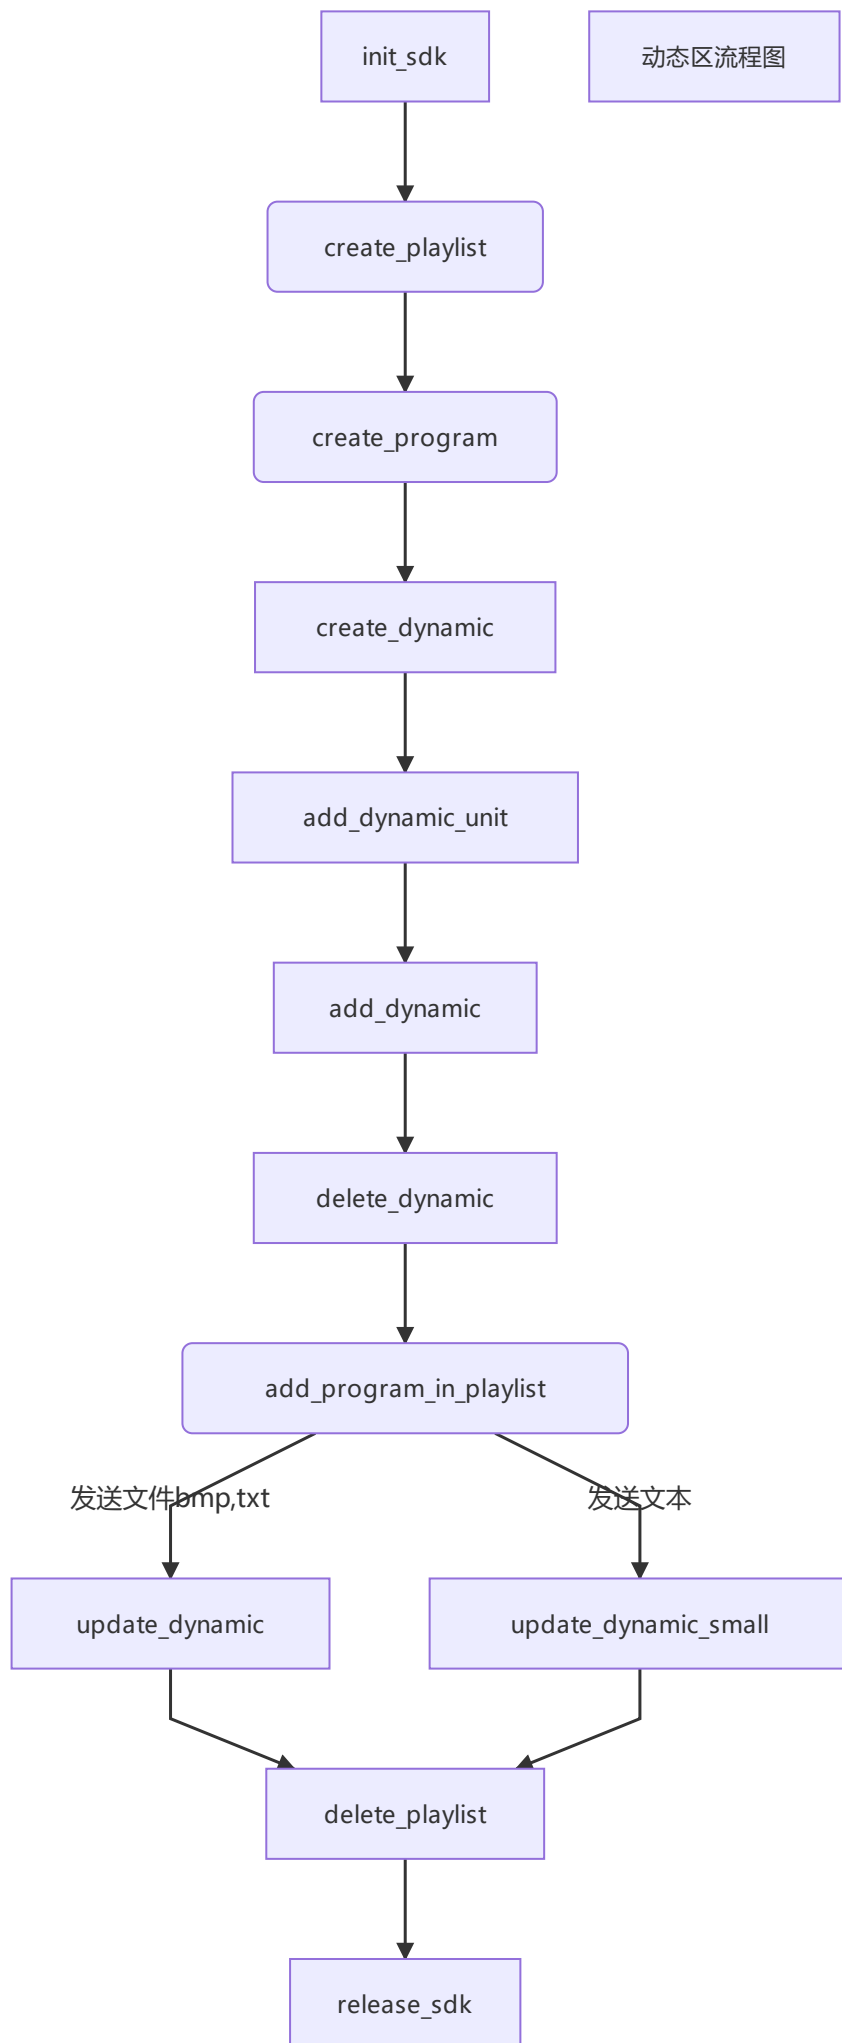 init_sdk
动态区流程图
create_playlist
create_program
create_dynamic
add_dynamic_unit
add_dynamic
delete_dynamic
add_program_in_playlist
发送文件bmp,txt
发送文本
update_dynamic
update_dynamic_small
delete_playlist
release_sdk